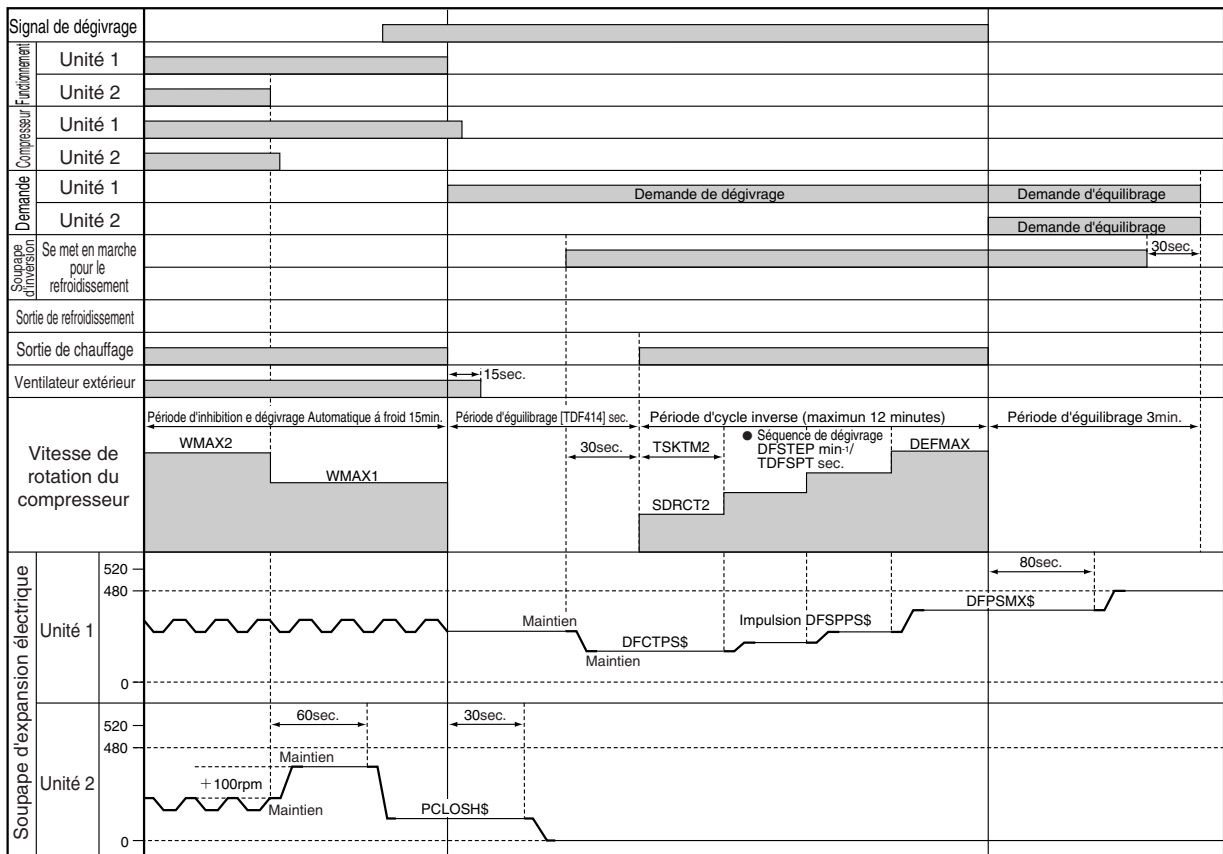 Signal de dégivrage
Functionnement
Unité 1
Unité 2
Compresseur
Unité 1
Unité 2
Demande
Unité 1
Demande de dégivrage
Demande d'équilibrage
Unité 2
Demande d'équilibrage
Soupape
d'inversion
Se met en marche
pour le
refroidissement
30sec.
Sortie de refroidissement
Sortie de chauffage
Ventilateur extérieur
15sec.
Vitesse de
rotation du
compresseur
Période d'inhibition e dégivrage Automatique á froid 15min.
Période d'éguilibrage [TDF414] sec.
Période d'cycle inverse (maximun 12 minutes)
Période d'éguilibrage 3min.
WMAX2
WMAX1
30sec.
TSKTM2
● Séquence de dégivrage
DFSTEP min-1/
TDFSPT sec.
DEFMAX
SDRCT2
Soupape d'expansion électrique
Unité 1
520
480
0
80sec.
Maintien
DFCTPS$
Maintien
Impulsion DFSPPS$
DFPSMX$
Unité 2
520
480
0
60sec.
30sec.
Maintien
+100rpm
Maintien
PCLOSH$